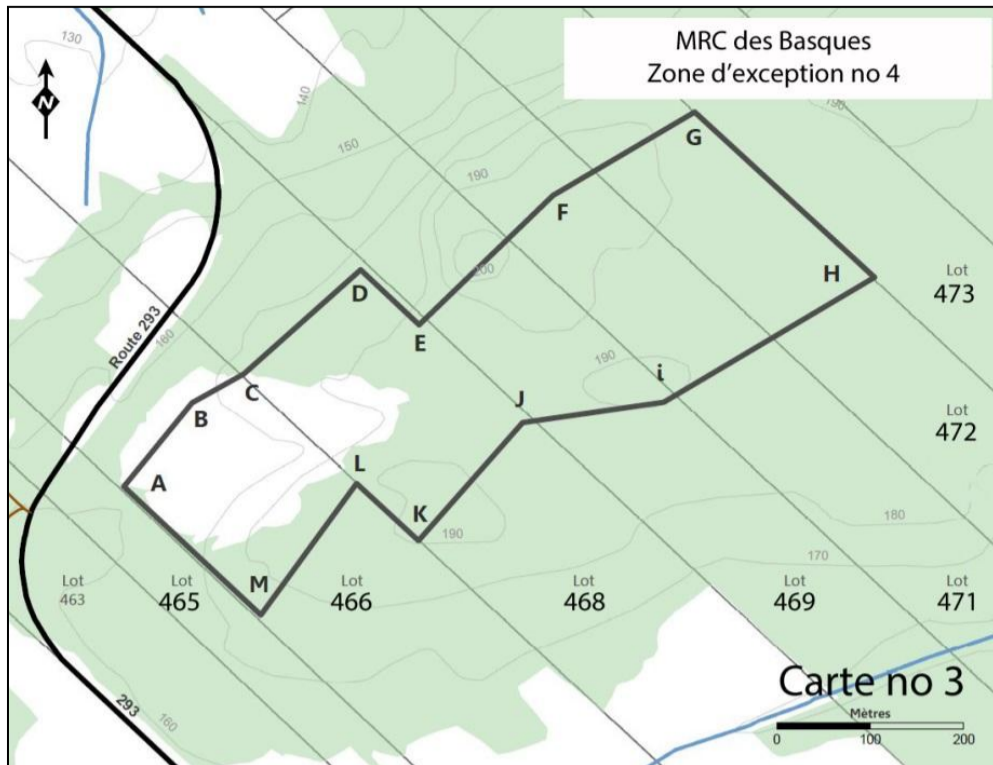 MRC des Basques
Zone d'exception no 4
N
130
140
150
190
190
G
F
200
D
E
H
Lot
473
Route 293
160
190
i
C
B
J
Lot
472
A
L
K
190
180
170
M
Lot
463
Lot
465
Lot
466
Lot
468
Lot
469
Lot
471
293
160
Carte no 3
Mètres
0 100 200